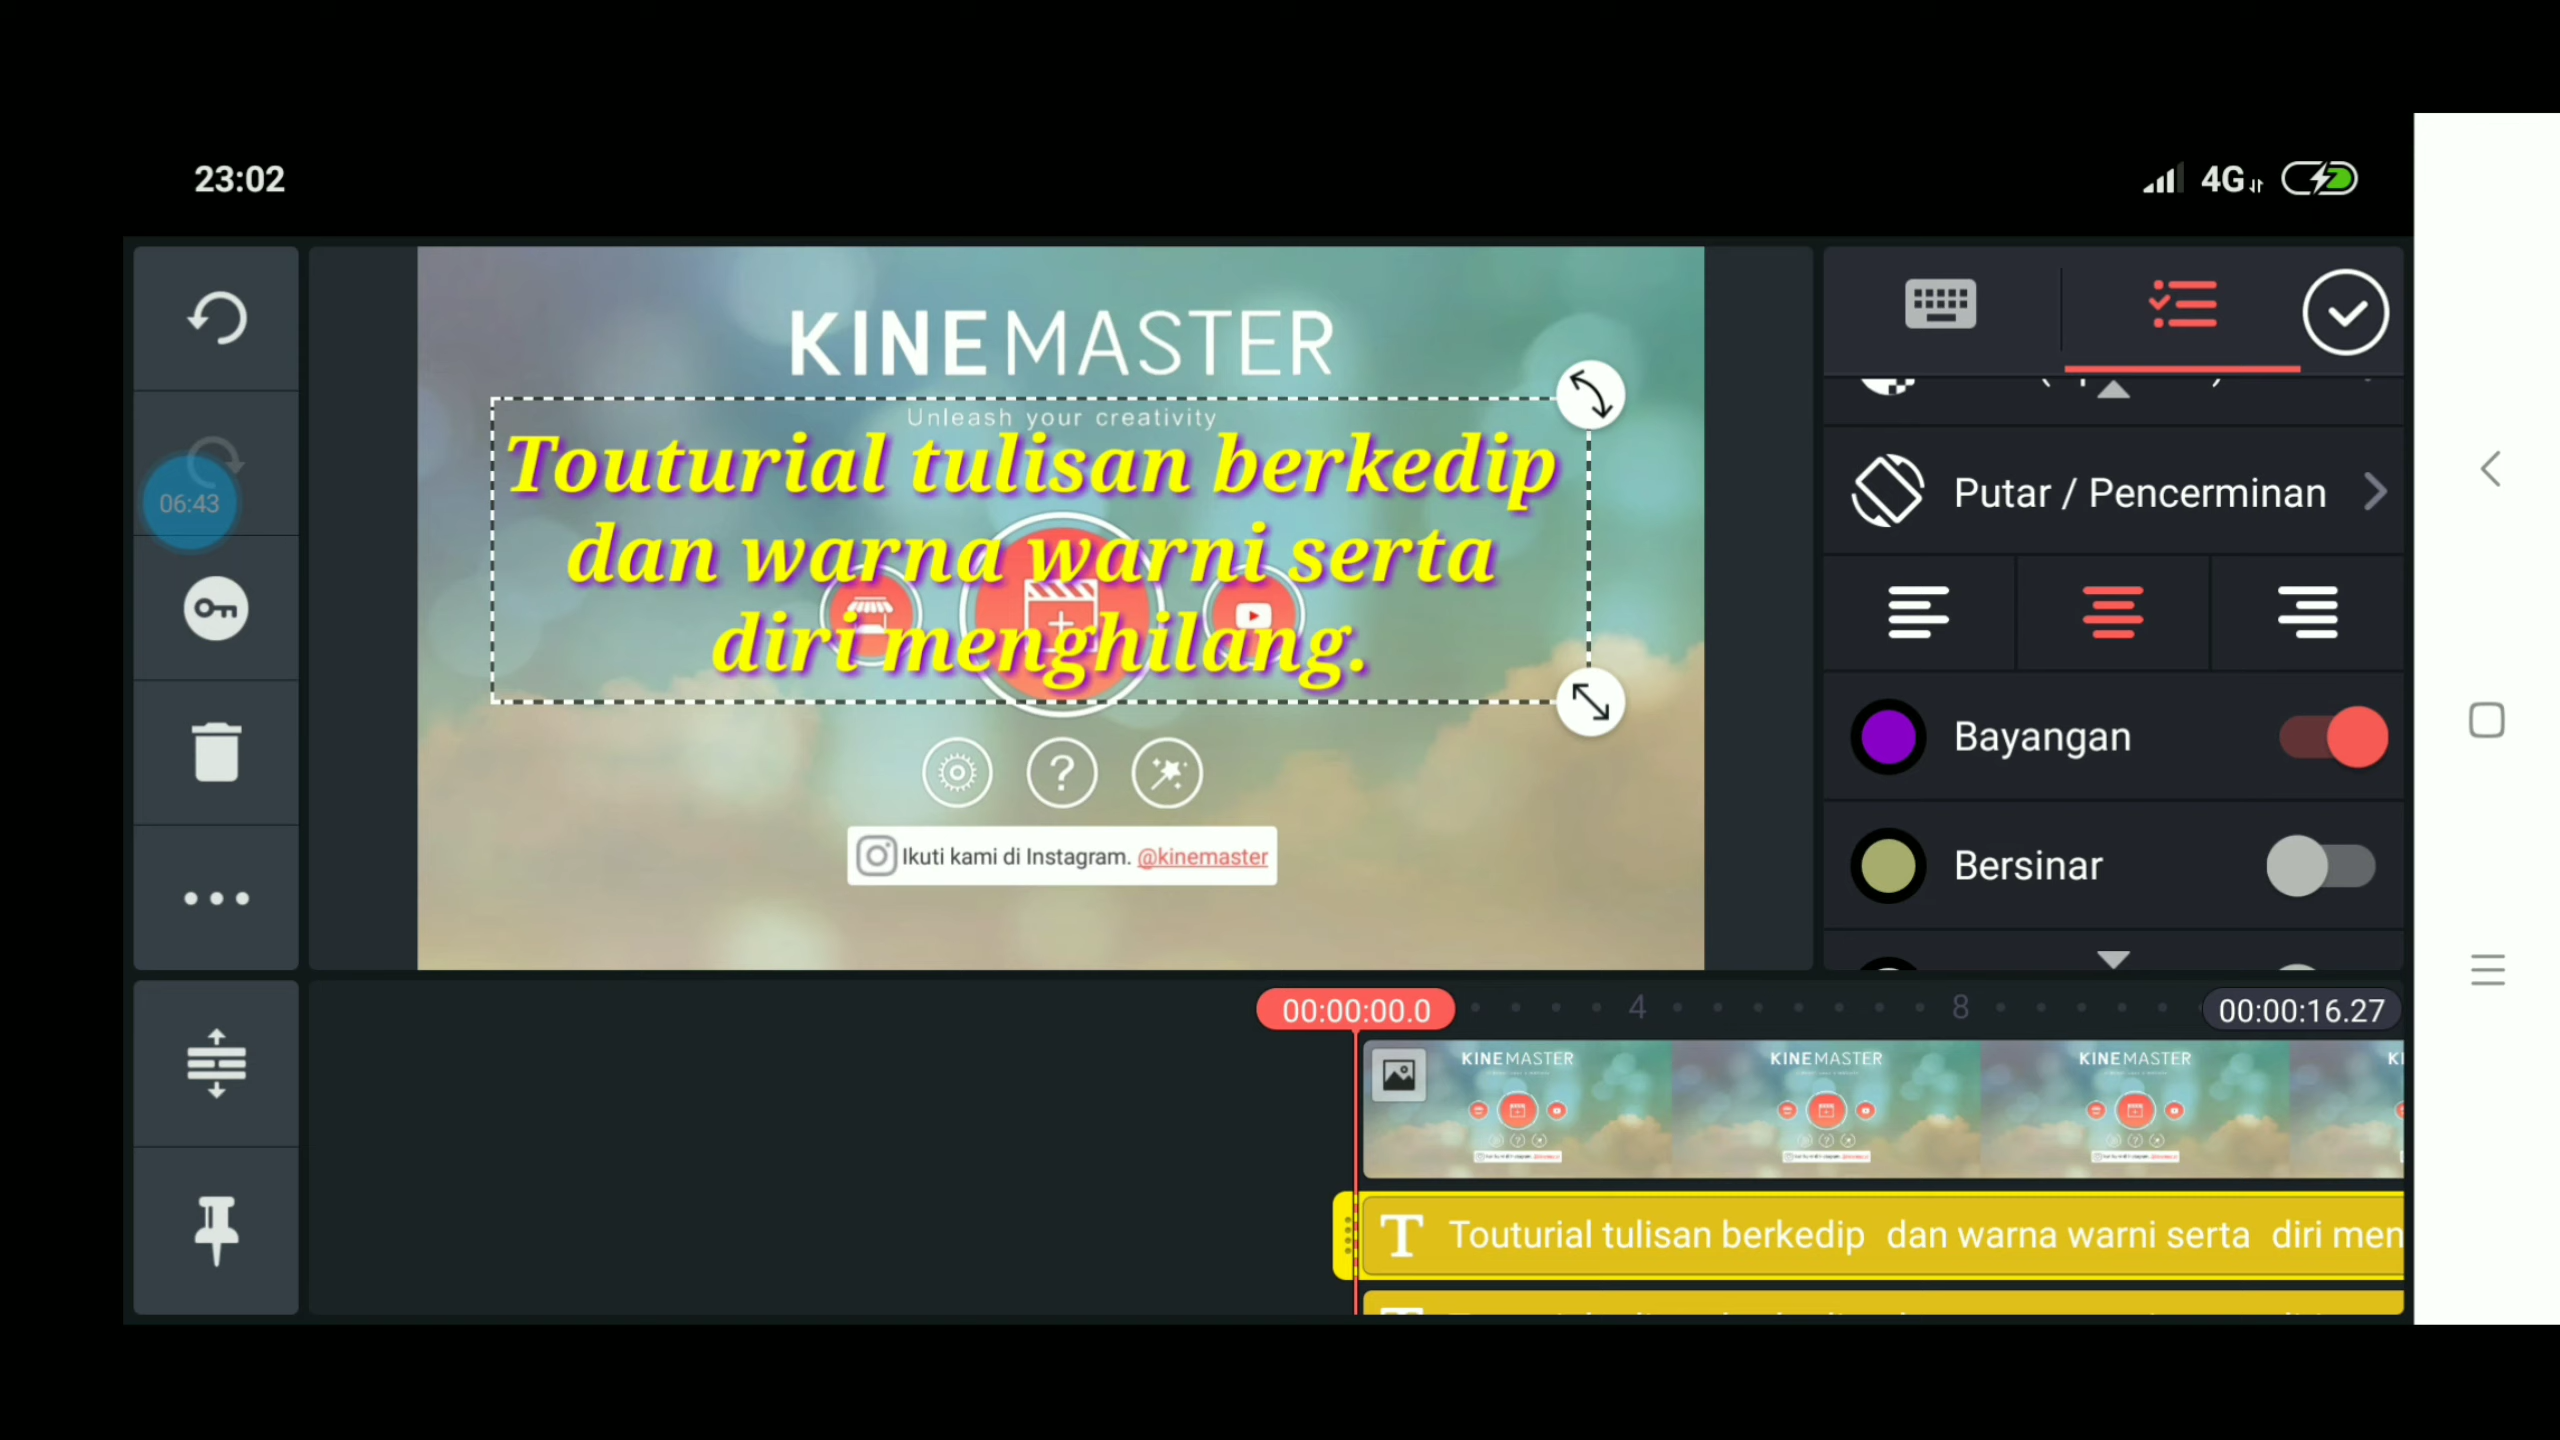 23:02
4G
KINEMASTER
Unleash your creativity
Touturial tulisan berkedip
dan warna warni serta
diri menghilang.
06:43
Ikuti kami di Instagram. @kinemaster
Putar / Pencerminan
Bayangan
Bersinar
00:00:00.0
4
8
00:00:16.27
KINEMASTER
KINEMASTER
KINEMASTER
KI
T Touturial tulisan berkedip dan warna warni serta diri men